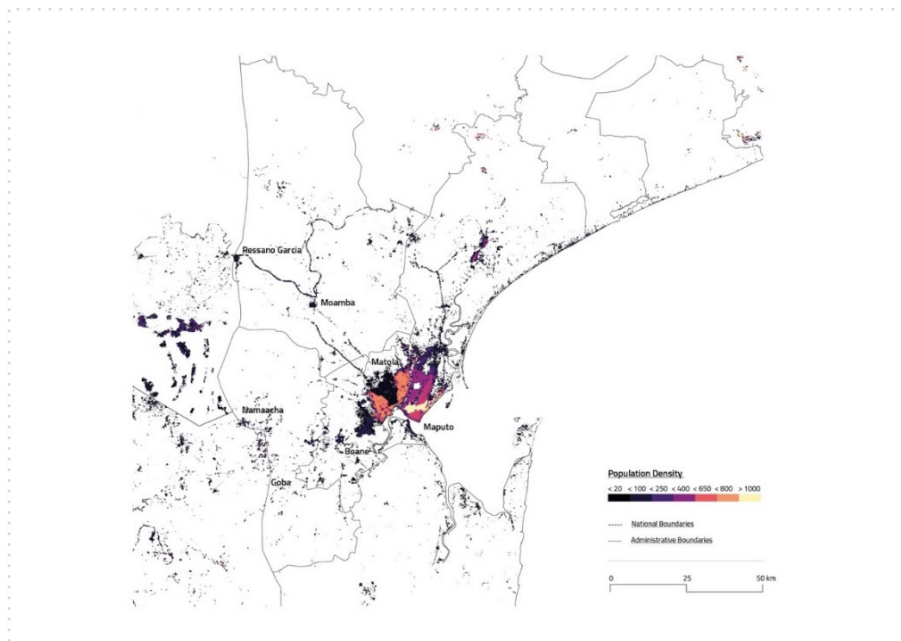 Ressano Garcia
Moamba
Matola
Namaacha
Maputo
Boane
Goba
Population Density
< 20 < 100 < 250 < 400 < 650 < 800 > 1000
National Boundaries
Administrative Boundaries
0 25 50 km